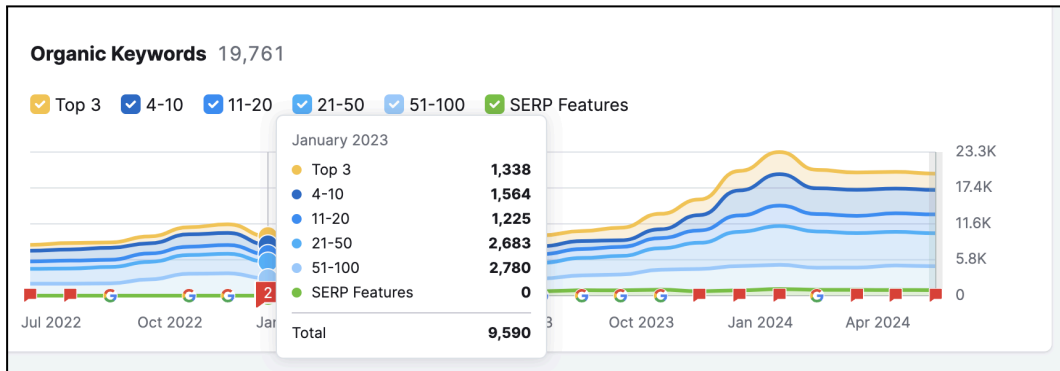 Organic Keywords 19,761
Top 3 4-10 11-20 21-50 51-100 SERP Features
January 2023
Top 3 1,338
4-10 1,564
11-20 1,225
21-50 2,683
51-100 2,780
SERP Features 0
Total 9,590
23.3K
17.4K
11.6K
5.8K
0
2
Jul 2022 Oct 2022 Jan 3 Oct 2023 Jan 2024 Apr 2024